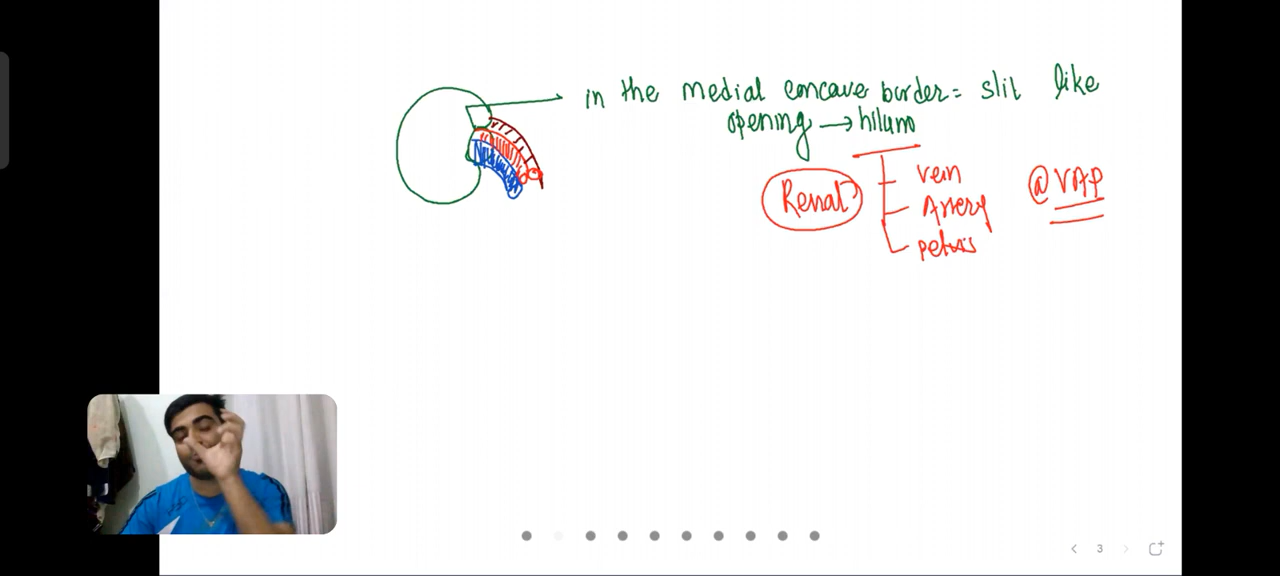 in the medial concave border = slit like
opening → hilum
Renal
vein
Artery
pelvis
@ VAP
3